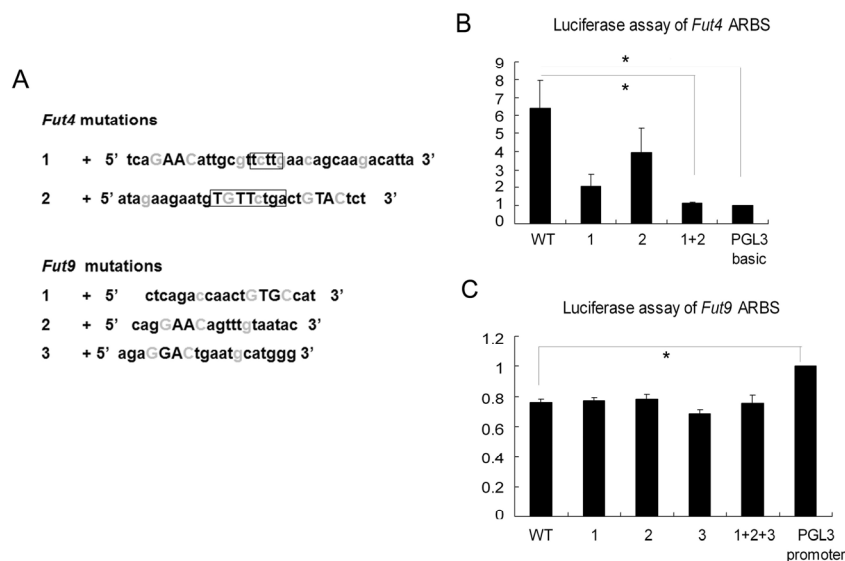 A
Fut4 mutations
1 + 5' tcaGAACattgcgttcttgaacagcaagacatta 3'
2 + 5' atagaagaatgTGTTctgactGTACtct 3'
Fut9 mutations
1 + 5' ctcagaccaactGTGCcat 3'
2 + 5' cagGAACagtttgtaatac 3'
3 + 5' agaGGACtgaatgcatggg 3'
B
Luciferase assay of Fut4 ARBS
9
8
7
6
5
4
3
2
1
0
*
*
WT 1 2 1+2 PGL3
basic
C
Luciferase assay of Fut9 ARBS
1.2
1
0.8
0.6
0.4
0.2
0
*
WT 1 2 3 1+2+3 PGL3
promoter